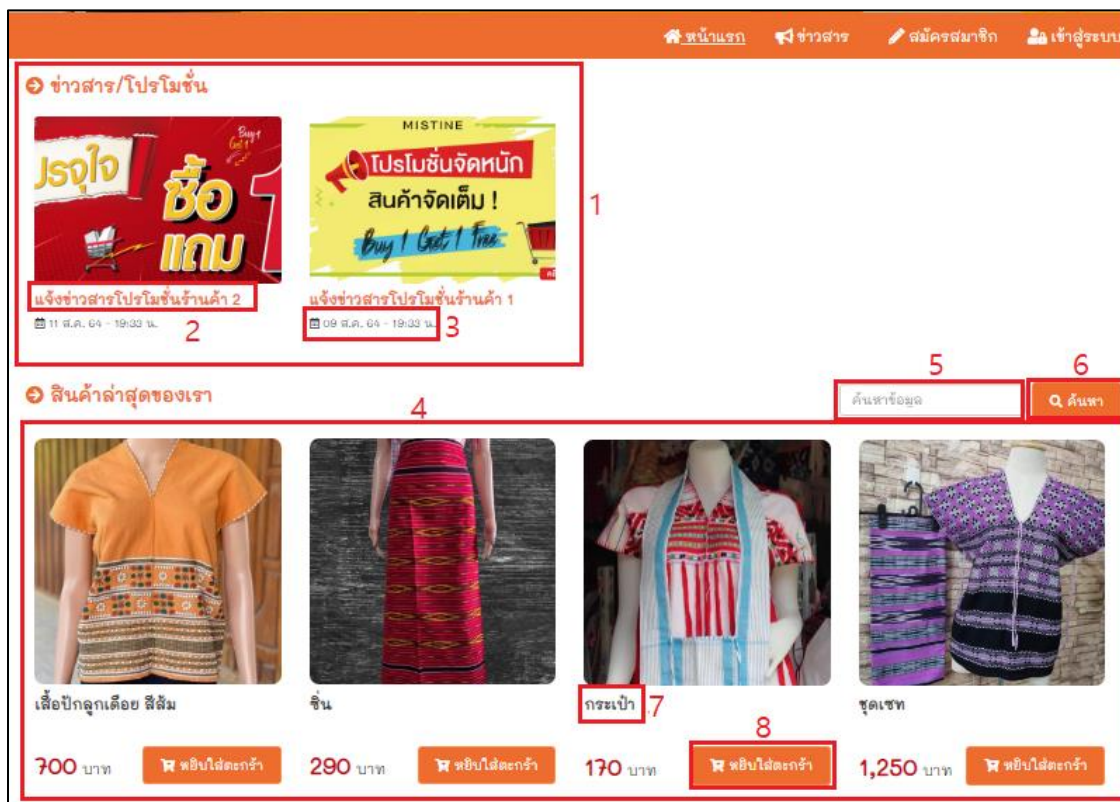 หน้าแรก ข่าวสาร สมัครสมาชิก เข้าสู่ระบบ
ข่าวสาร/โปรโมชั่น
Buy 1 Get 1
จุใจ
ซื้อ 1
แถม
MISTINE
โปรโมชั่นจัดหนัก
สินค้าจัดเต็ม !
Buy 1 Get 1 Free
1
แจ้งข่าวสารโปรโมชั่นร้านค้า 2 แจ้งข่าวสารโปรโมชั่นร้านค้า 1
11 ส.ค. 64 - 19:33 น. 09 ส.ค. 64 - 19:33 น.
2 3
5 6
สินค้าล่าสุดของเรา 4 ค้นหาข้อมูล ค้นหา
เสื้อปักลูกเดือย สีส้ม ซิ่น กระเป๋า 7 ชุดเซท
8
700 บาท หยิบใส่ตะกร้า 290 บาท หยิบใส่ตะกร้า 170 บาท หยิบใส่ตะกร้า 1,250 บาท หยิบใส่ตะกร้า